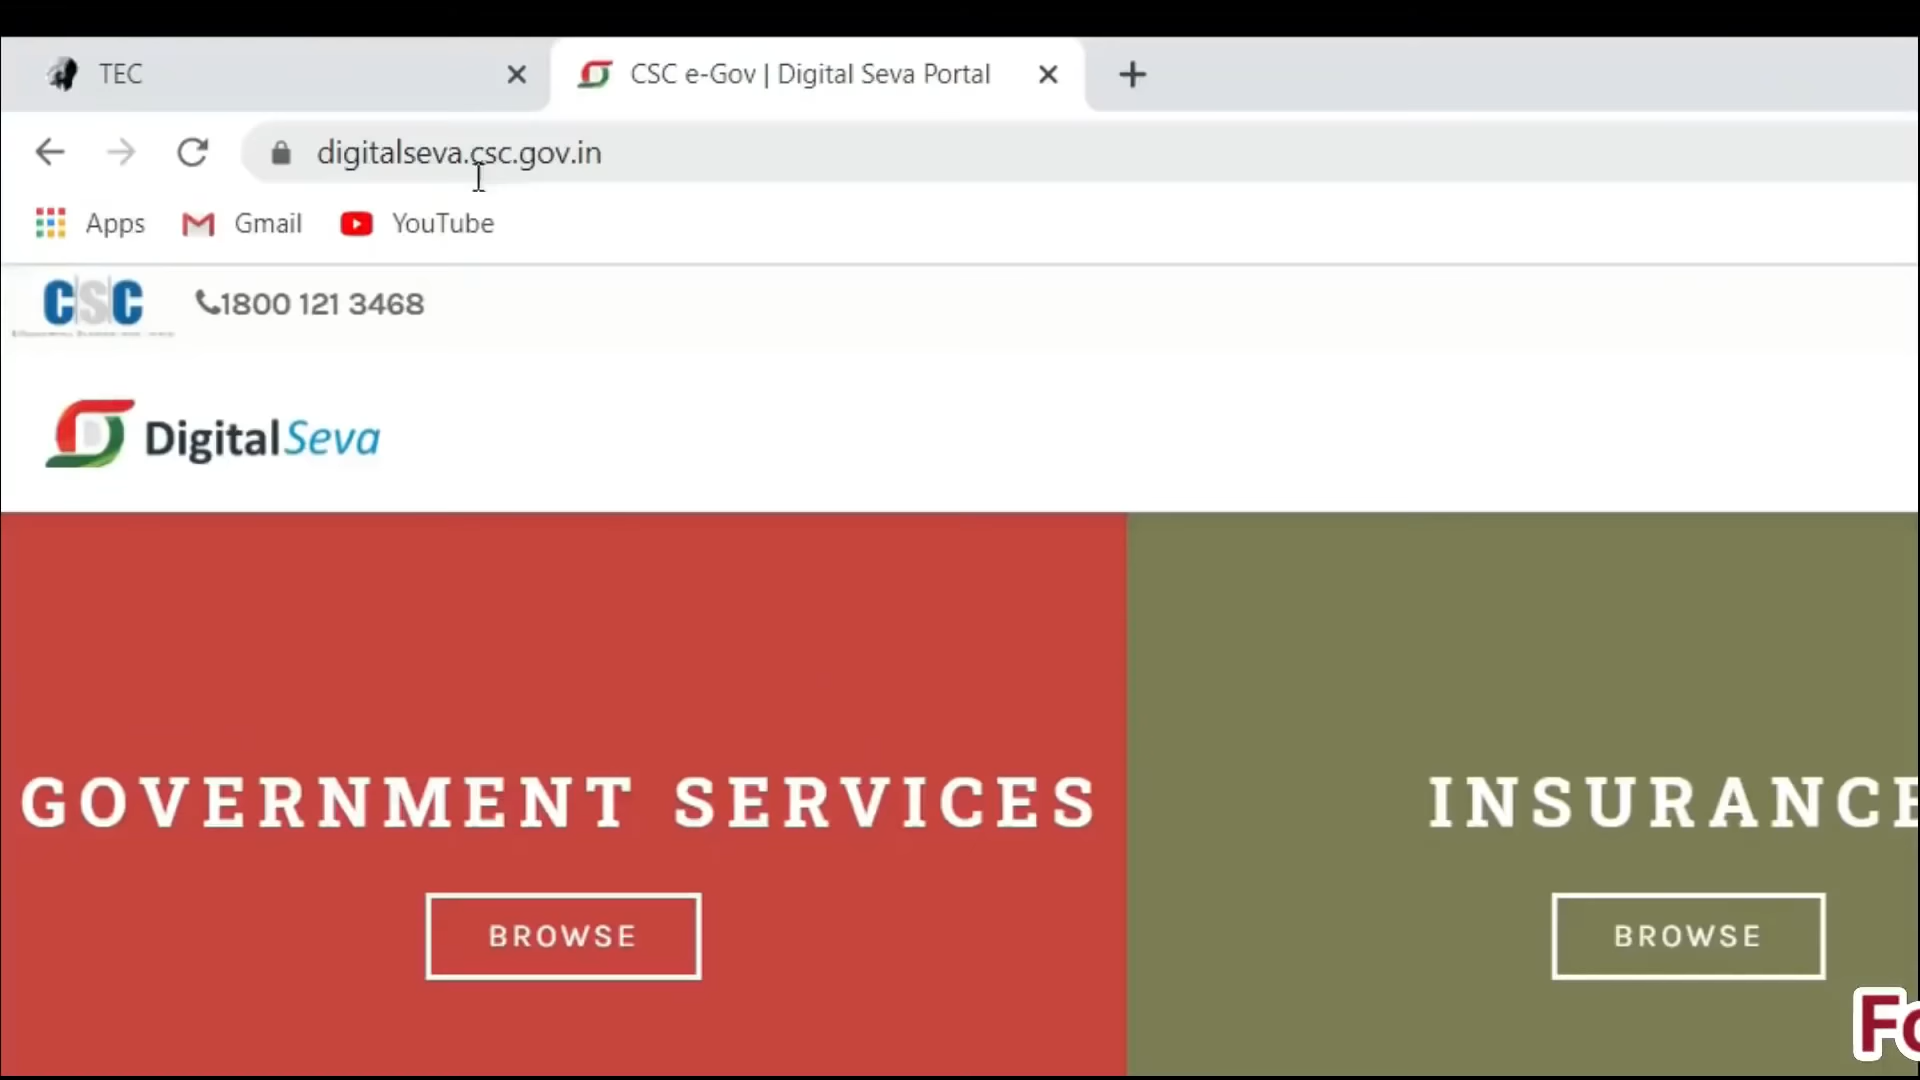 TEC
CSC e-Gov | Digital Seva Portal
digitalseva.csc.gov.in
Apps
Gmail
YouTube
CSC
1800 121 3468
DigitalSeva
GOVERNMENT SERVICES
INSURANCE
BROWSE
BROWSE
Fo